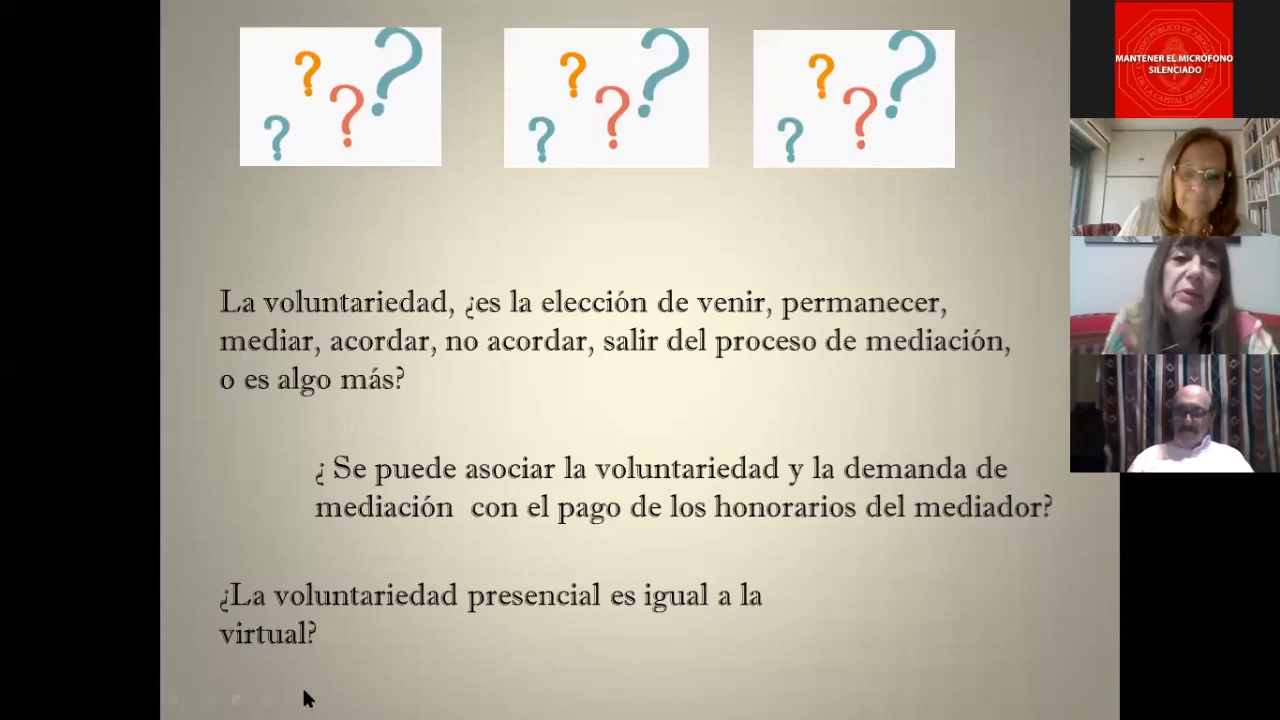 La voluntariedad, ¿es la elección de venir, permanecer,
mediar, acordar, no acordar, salir del proceso de mediación,
o es algo más?
¿ Se puede asociar la voluntariedad y la demanda de
mediación con el pago de los honorarios del mediador?
¿La voluntariedad presencial es igual a la
virtual?
MANTENER EL MICRÓFONO
SILENCIADO